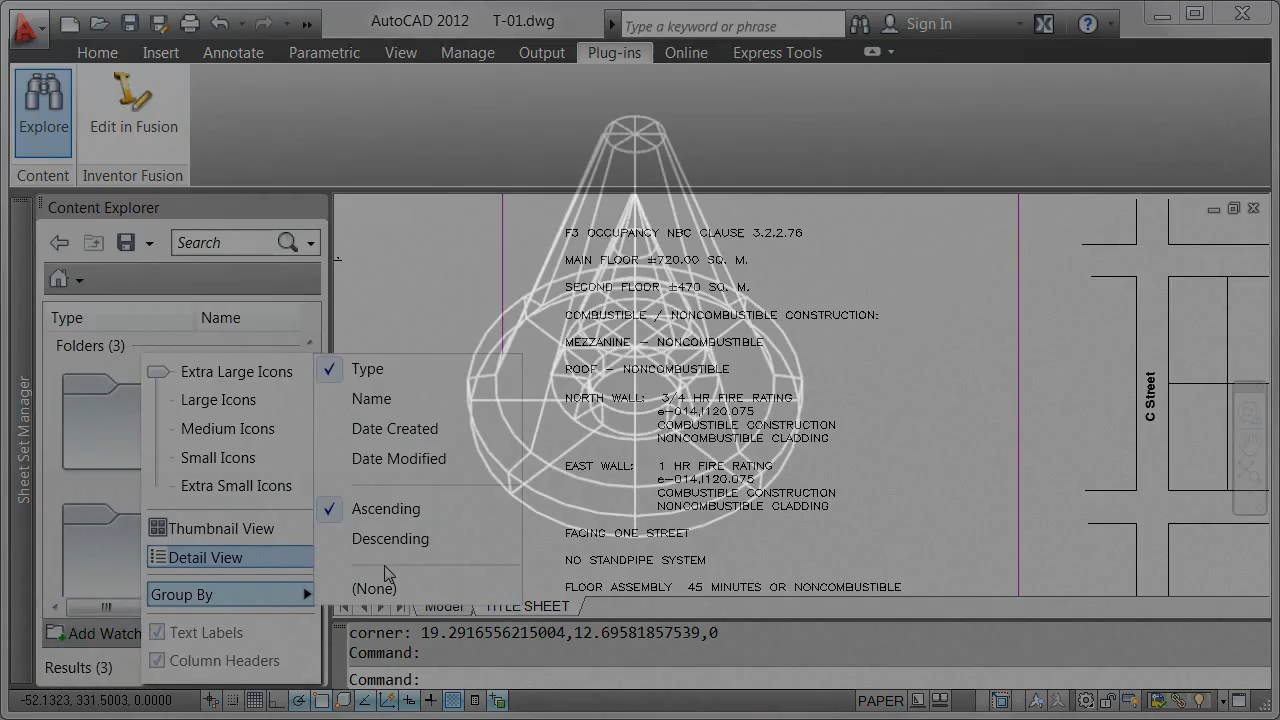 AutoCAD 2012 T-01.dwg
Type a keyword or phrase
Sign In
Home Insert Annotate Parametric View Manage Output Plug-ins Online Express Tools
Explore
Edit in Fusion
Content
Inventor Fusion
Content Explorer
Search
Type Name
Folders (3)
Extra Large Icons
Large Icons
Medium Icons
Small Icons
Extra Small Icons
Thumbnail View
Detail View
Group By
Text Labels
Column Headers
Type
Name
Date Created
Date Modified
Ascending
Descending
(None)
Add Watch
Results (3)
Sheet Set Manager
F3 OCCUPANCY NBC CLAUSE 3.2.2.76
MAIN FLOOR ±720.00 SQ. M.
SECOND FLOOR ±470 SQ. M.
COMBUSTIBLE / NONCOMBUSTIBLE CONSTRUCTION:
MEZZANINE – NONCOMBUSTIBLE
ROOF – NONCOMBUSTIBLE
NORTH WALL: 3/4 HR FIRE RATING
e-014,I120.075
COMBUSTIBLE CONSTRUCTION
NONCOMBUSTIBLE CLADDING
EAST WALL: 1 HR FIRE RATING
e-014,I120.075
COMBUSTIBLE CONSTRUCTION
NONCOMBUSTIBLE CLADDING
FACING ONE STREET
NO STANDPIPE SYSTEM
FLOOR ASSEMBLY 45 MINUTES OR NONCOMBUSTIBLE
C Street
Model TITLE SHEET
corner: 19.2916556215004,12.69581857539,0
Command:
Command:
-52.1323, 331.5003, 0.0000
PAPER